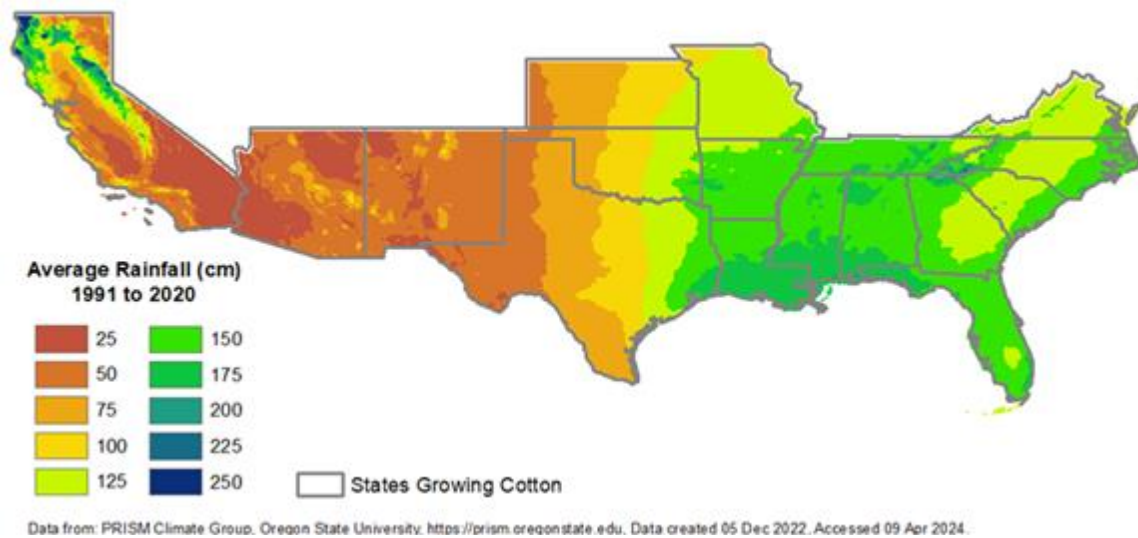 Average Rainfall (cm)
1991 to 2020
25
50
75
100
125
150
175
200
225
250
States Growing Cotton
Data from: PRISM Climate Group, Oregon State University, https://prism.oregonstate.edu, Data created 05 Dec 2022, Accessed 09 Apr 2024.